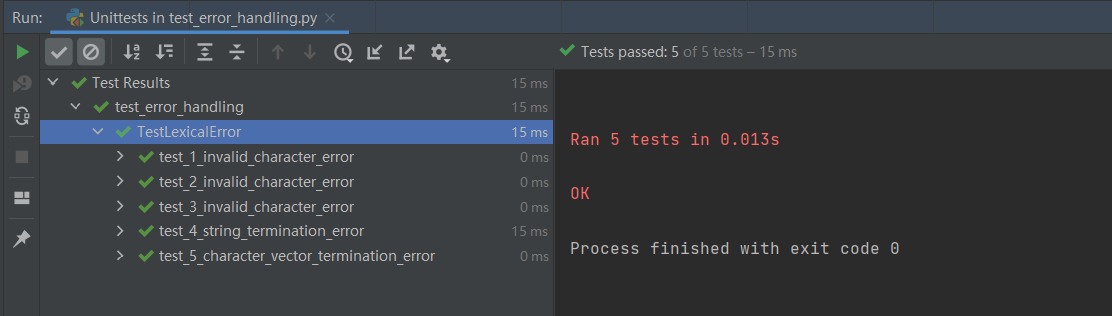 Run: Unittests in test_error_handling.py ×
Tests passed: 5 of 5 tests – 15 ms
Test Results 15 ms
test_error_handling 15 ms
TestLexicalError 15 ms
test_1_invalid_character_error 0 ms
test_2_invalid_character_error 0 ms
test_3_invalid_character_error 0 ms
test_4_string_termination_error 15 ms
test_5_character_vector_termination_error 0 ms
Ran 5 tests in 0.013s
OK
Process finished with exit code 0